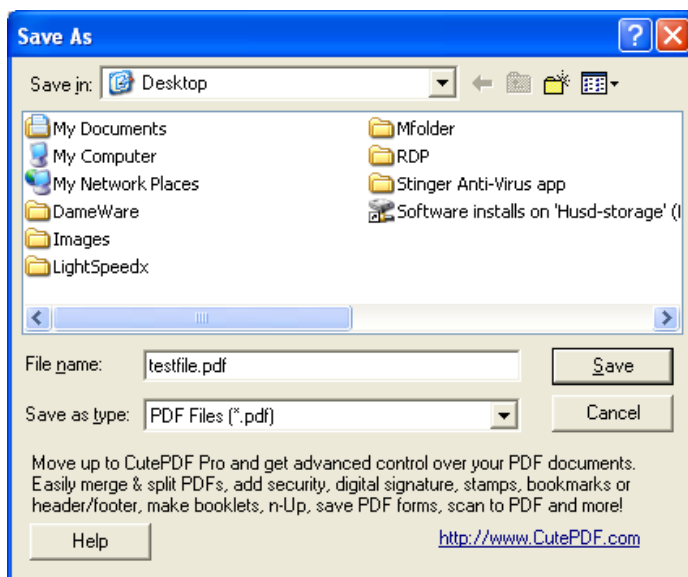 Save As
Save in: Desktop
My Documents
My Computer
My Network Places
DameWare
Images
LightSpeedx
Mfolder
RDP
Stinger Anti-Virus app
Software installs on 'Husd-storage' (I
File name: testfile.pdf
Save
Save as type: PDF Files (*.pdf)
Cancel
Move up to CutePDF Pro and get advanced control over your PDF documents.
Easily merge & split PDFs, add security, digital signature, stamps, bookmarks or
header/footer, make booklets, n-Up, save PDF forms, scan to PDF and more!
Help
http://www.CutePDF.com